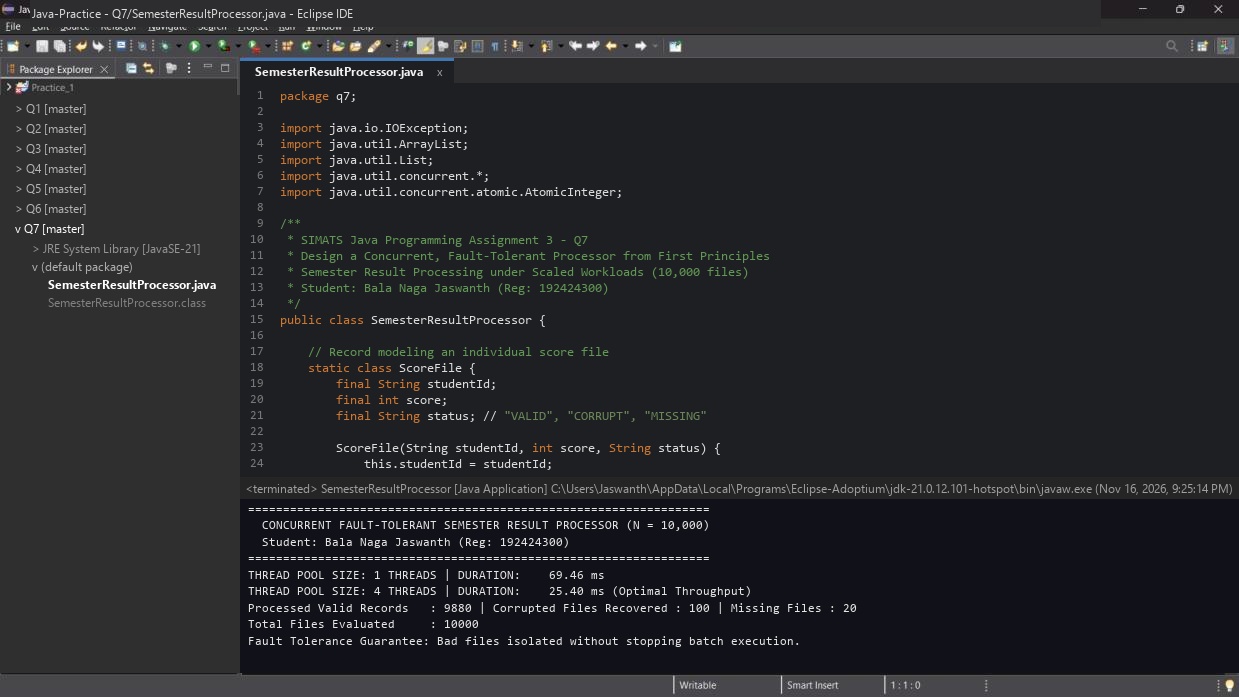 Java-Practice - Q7/SemesterResultProcessor.java - Eclipse IDE
File Edit Source Refactor Navigate Search Project Run Window Help
Package Explorer
Practice_1
> Q1 [master]
> Q2 [master]
> Q3 [master]
> Q4 [master]
> Q5 [master]
> Q6 [master]
v Q7 [master]
> JRE System Library [JavaSE-21]
v (default package)
SemesterResultProcessor.java
SemesterResultProcessor.class
SemesterResultProcessor.java x
1 package q7;
2
3 import java.io.IOException;
4 import java.util.ArrayList;
5 import java.util.List;
6 import java.util.concurrent.*;
7 import java.util.concurrent.atomic.AtomicInteger;
8
9 /**
10 * SIMATS Java Programming Assignment 3 - Q7
11 * Design a Concurrent, Fault-Tolerant Processor from First Principles
12 * Semester Result Processing under Scaled Workloads (10,000 files)
13 * Student: Bala Naga Jaswanth (Reg: 192424300)
14 */
15 public class SemesterResultProcessor {
16
17 // Record modeling an individual score file
18 static class ScoreFile {
19 final String studentId;
20 final int score;
21 final String status; // "VALID", "CORRUPT", "MISSING"
22
23 ScoreFile(String studentId, int score, String status) {
24 this.studentId = studentId;
<terminated> SemesterResultProcessor [Java Application] C:\Users\Jaswanth\AppData\Local\Programs\Eclipse-Adoptium\jdk-21.0.12.101-hotspot\bin\javaw.exe (Nov 16, 2026, 9:25:14 PM)
==================================================================
CONCURRENT FAULT-TOLERANT SEMESTER RESULT PROCESSOR (N = 10,000)
Student: Bala Naga Jaswanth (Reg: 192424300)
==================================================================
THREAD POOL SIZE: 1 THREADS | DURATION: 69.46 ms
THREAD POOL SIZE: 4 THREADS | DURATION: 25.40 ms (Optimal Throughput)
Processed Valid Records : 9880 | Corrupted Files Recovered : 100 | Missing Files : 20
Total Files Evaluated : 10000
Fault Tolerance Guarantee: Bad files isolated without stopping batch execution.
Writable
Smart Insert
1 : 1 : 0